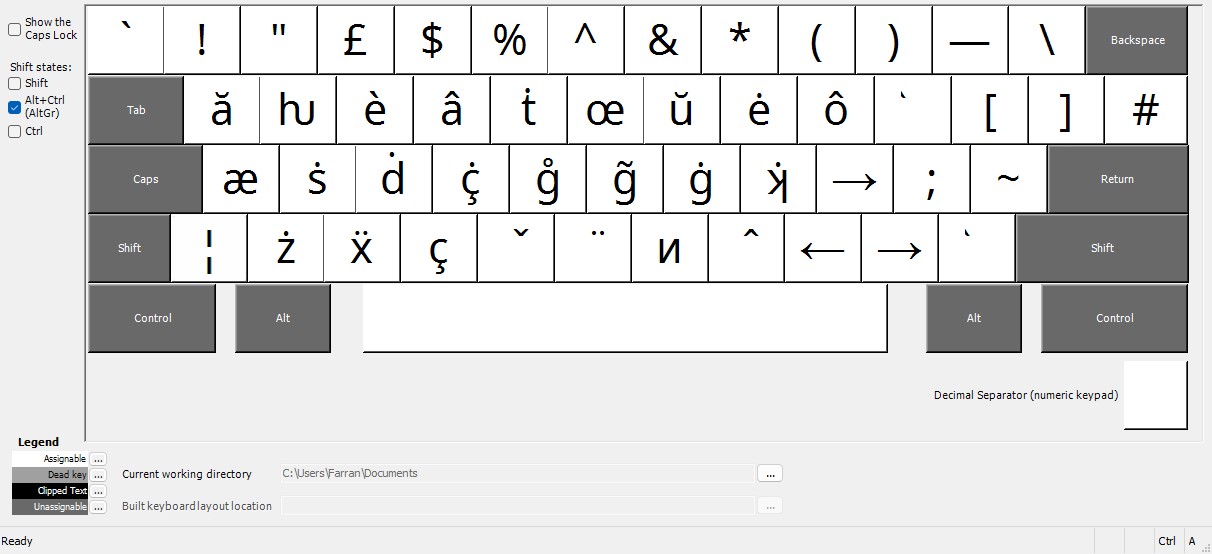 Show the
Caps Lock
Shift states:
Shift
Alt+Ctrl
(AltGr)
Ctrl
` ! " £ $ % ^ & * ( ) — \ Backspace
Tab ă ƕ è â ṫ œ ŭ ė ô ` [ ] #
Caps æ ṡ ḋ ç̇ g̊ g̃ ġ → ; ~ Return
Shift ¦ ż ẍ ç ˇ ¨ ᴎ ^ ← → ` Shift
Control Alt Alt Control
Decimal Separator (numeric keypad)
Legend
Assignable ...
Dead key ...
Clipped Text ...
Unassignable ...
Current working directory C:\Users\Farran\Documents ...
Built keyboard layout location ...
Ready Ctrl A